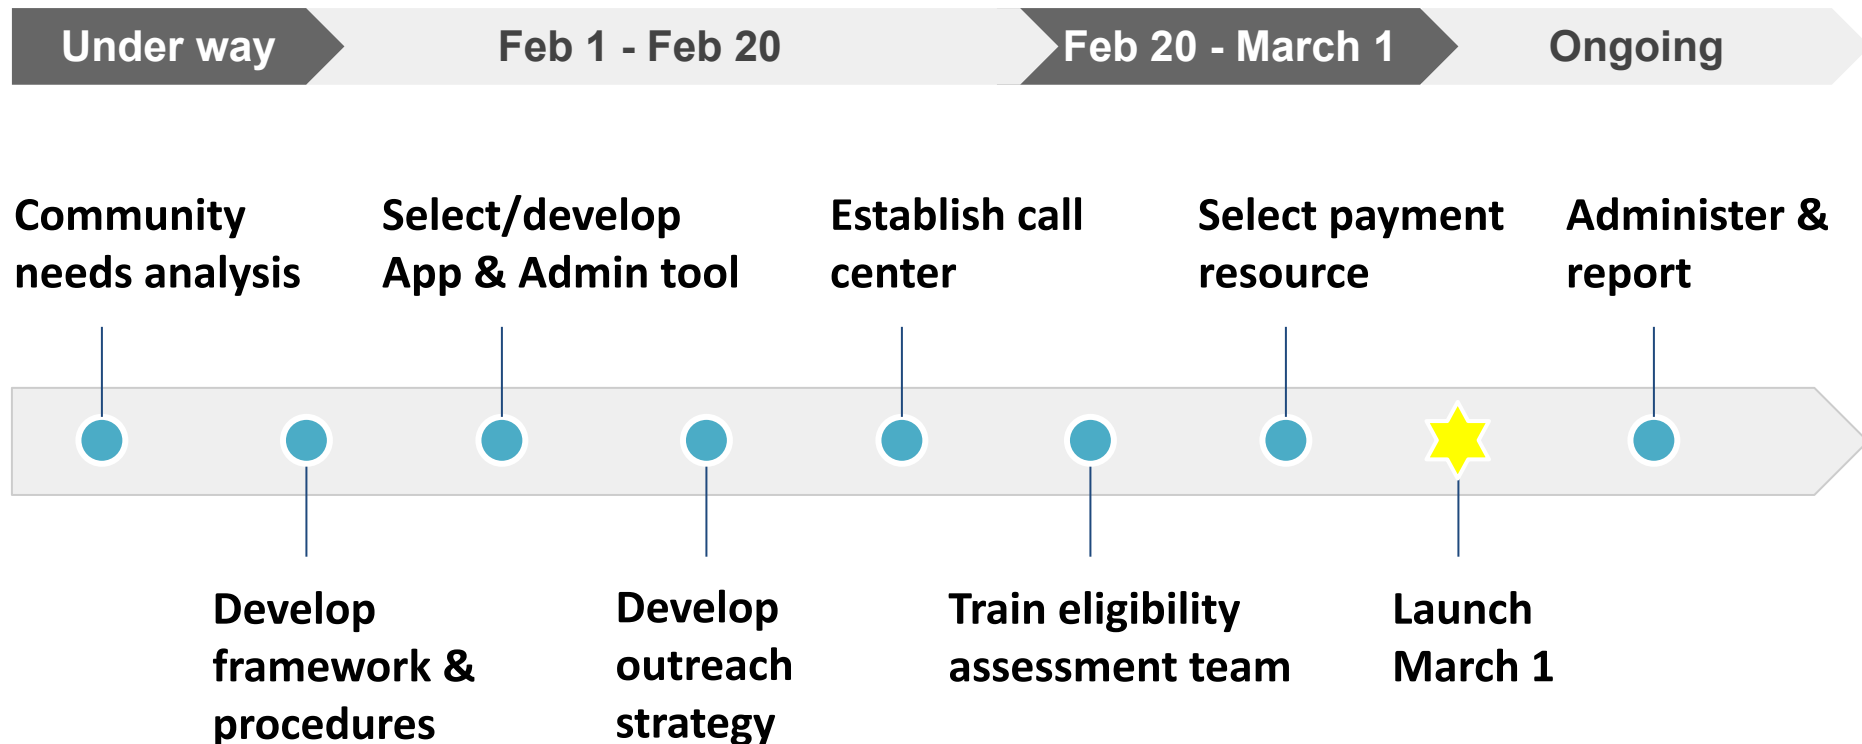 Under way
Feb 1 - Feb 20
Feb 20 - March 1
Ongoing
Community
needs analysis
Select/develop
App & Admin tool
Establish call
center
Select payment
resource
Administer &
report
Develop
framework &
procedures
Develop
outreach
strategy
Train eligibility
assessment team
Launch
March 1